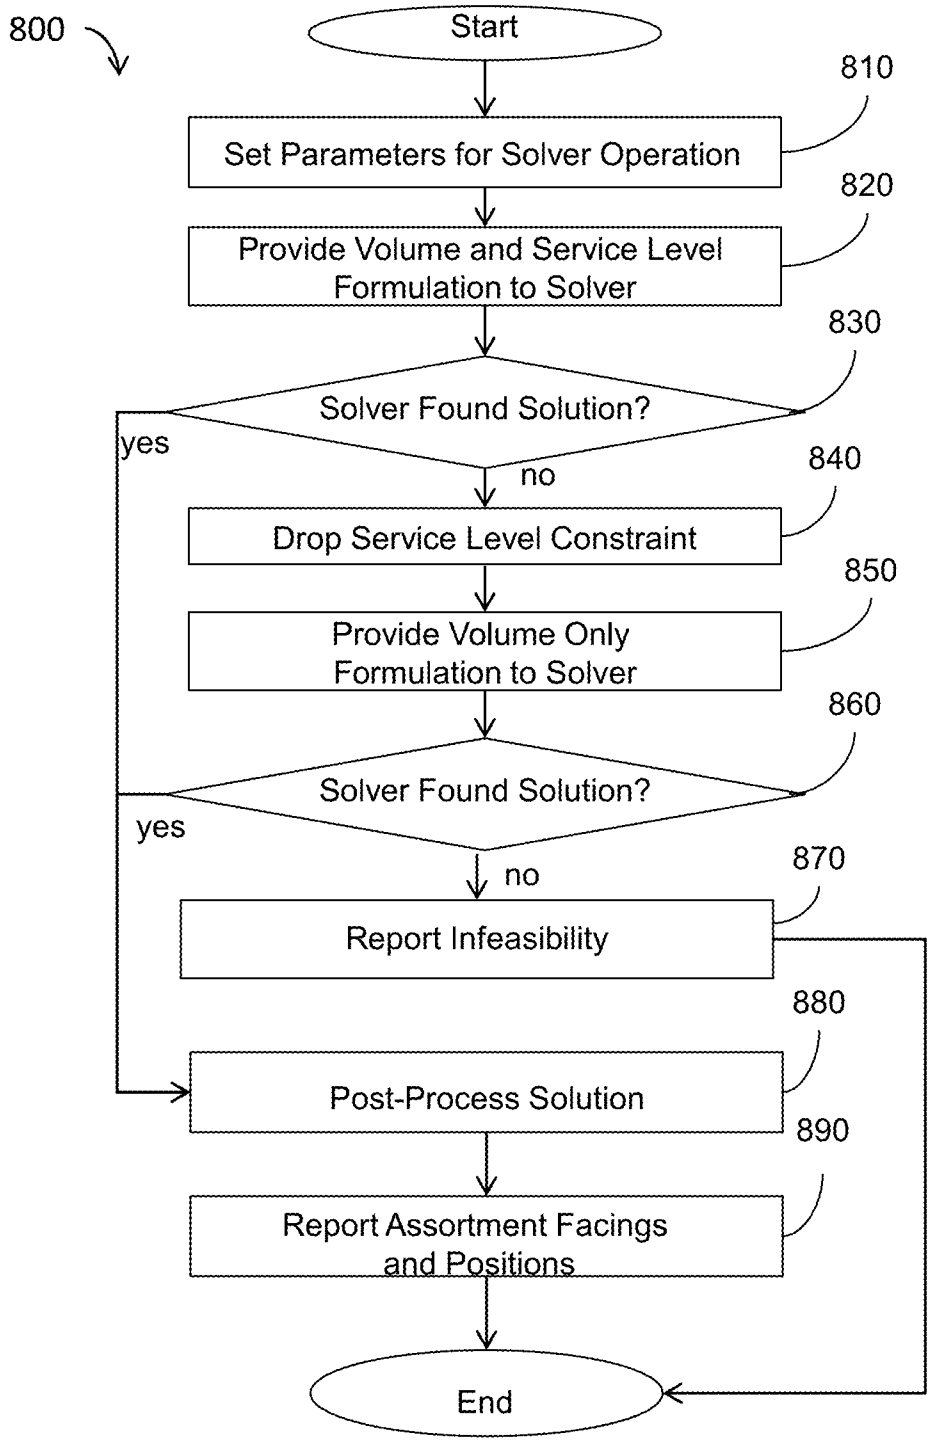 800
Start
810
Set Parameters for Solver Operation
820
Provide Volume and Service Level
Formulation to Solver
830
Solver Found Solution?
yes
no
840
Drop Service Level Constraint
850
Provide Volume Only
Formulation to Solver
860
Solver Found Solution?
yes
no
870
Report Infeasibility
880
Post-Process Solution
890
Report Assortment Facings
and Positions
End